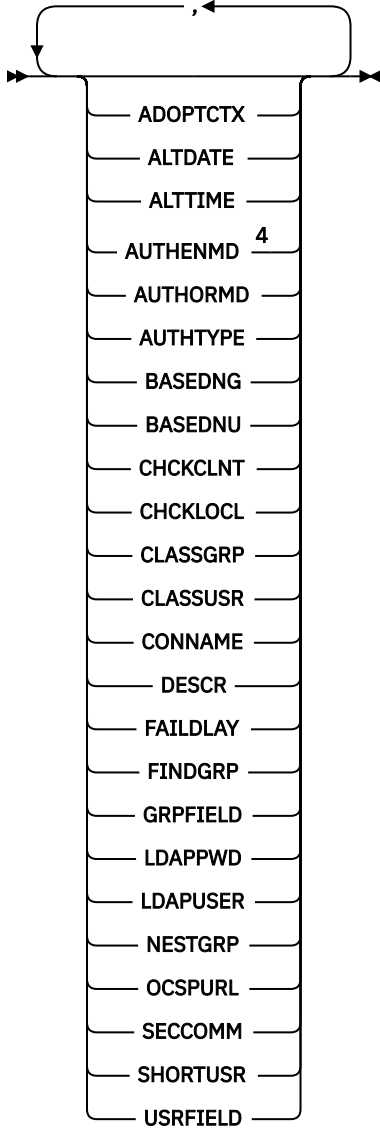 ,
ADOPTCTX
ALTDATE
ALTTIME
AUTHENMD 4
AUTHORMD
AUTHTYPE
BASEDNG
BASEDNU
CHCKCLNT
CHCKLOCL
CLASSGRP
CLASSUSR
CONNAME
DESCR
FAILDLAY
FINDGRP
GRPFIELD
LDAPPWD
LDAPUSER
NESTGRP
OCSPURL
SECCOMM
SHORTUSR
USRFIELD